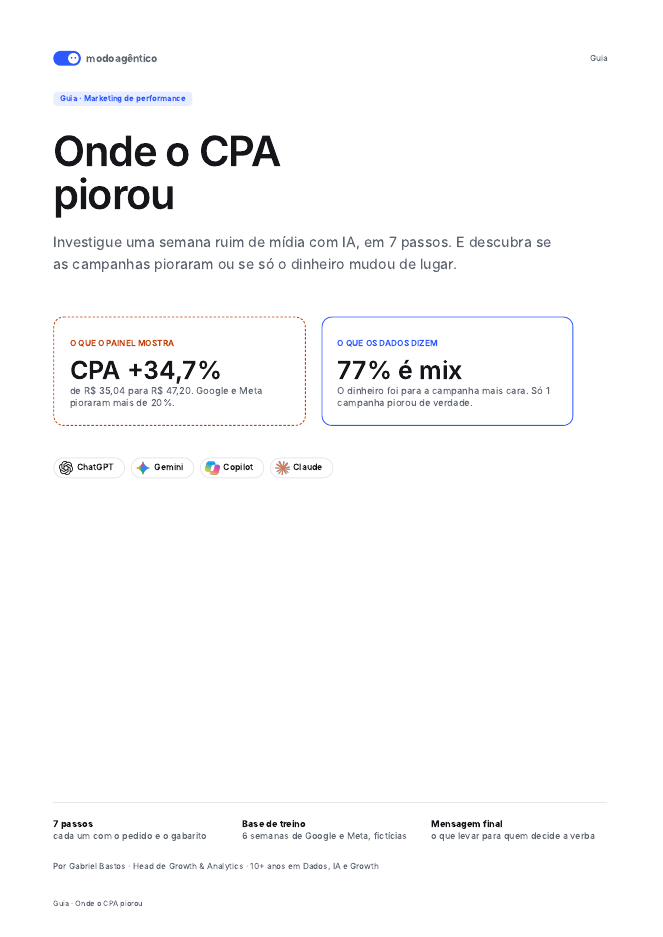 modo agêntico
Guia
Guia · Marketing de performance
Onde o CPA
piorou
Investigue uma semana ruim de mídia com IA, em 7 passos. E descubra se
as campanhas pioraram ou se só o dinheiro mudou de lugar.
O QUE O PAINEL MOSTRA
CPA +34,7%
de R$ 35,04 para R$ 47,20. Google e Meta
pioraram mais de 20%.
O QUE OS DADOS DIZEM
77% é mix
O dinheiro foi para a campanha mais cara. Só 1
campanha piorou de verdade.
ChatGPT
Gemini
Copilot
Claude
7 passos
cada um com o pedido e o gabarito
Base de treino
6 semanas de Google e Meta, fictícias
Mensagem final
o que levar para quem decide a verba
Por Gabriel Bastos · Head de Growth & Analytics · 10+ anos em Dados, IA e Growth
Guia · Onde o CPA piorou